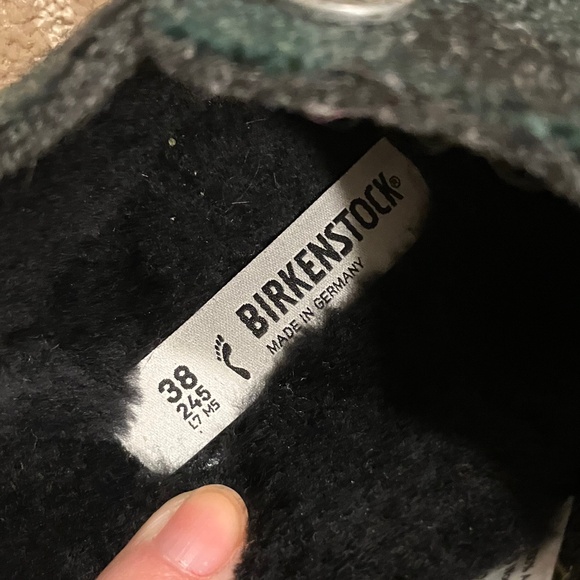 BIRKENSTOCK®
MADE IN GERMANY
38
245
L7 M5